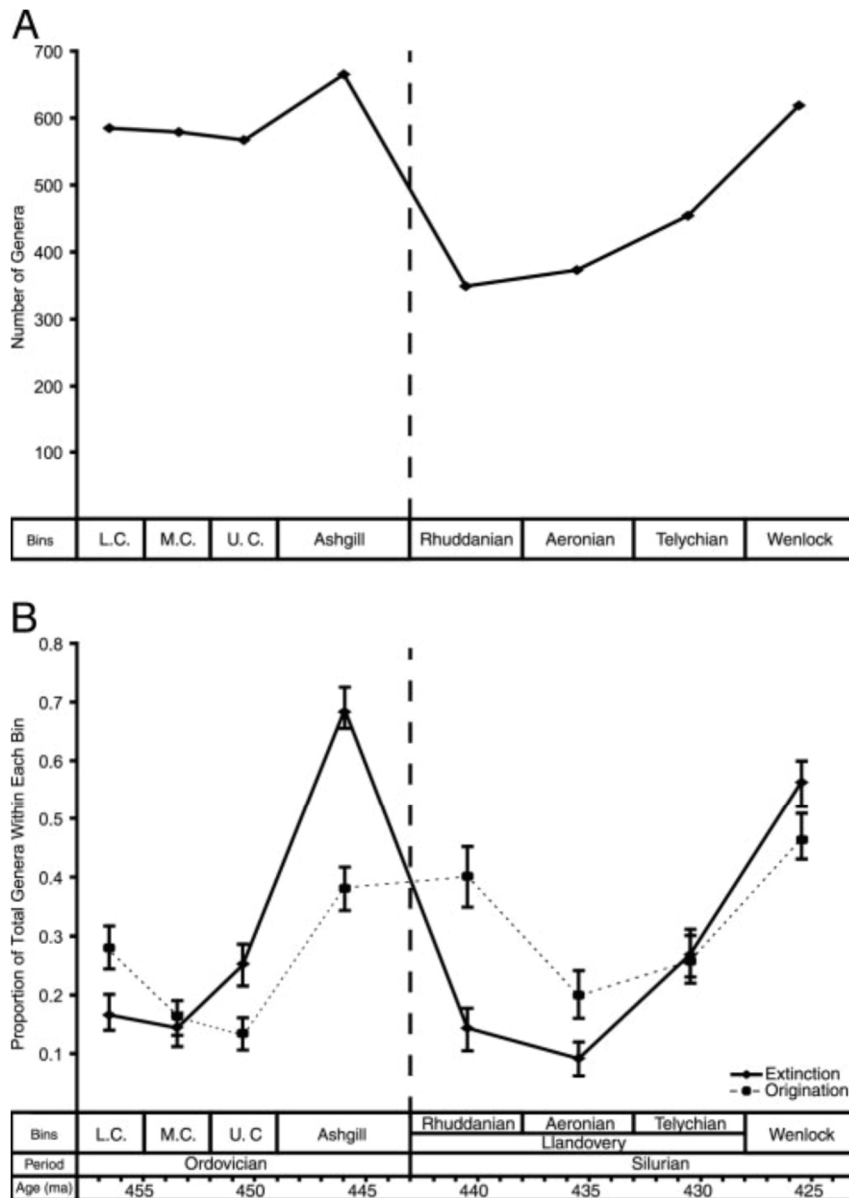 A
700
600
500
400
300
200
100
Number of Genera
Bins L.C. M.C. U. C. Ashgill Rhuddanian Aeronian Telychian Wenlock
B
0.8
0.7
0.6
0.5
0.4
0.3
0.2
0.1
Proportion of Total Genera Within Each Bin
Extinction
Origination
Bins L.C. M.C. U. C Ashgill Rhuddanian Aeronian Telychian Wenlock
Llandovery
Period Ordovician Silurian
Age (ma) 455 450 445 440 435 430 425